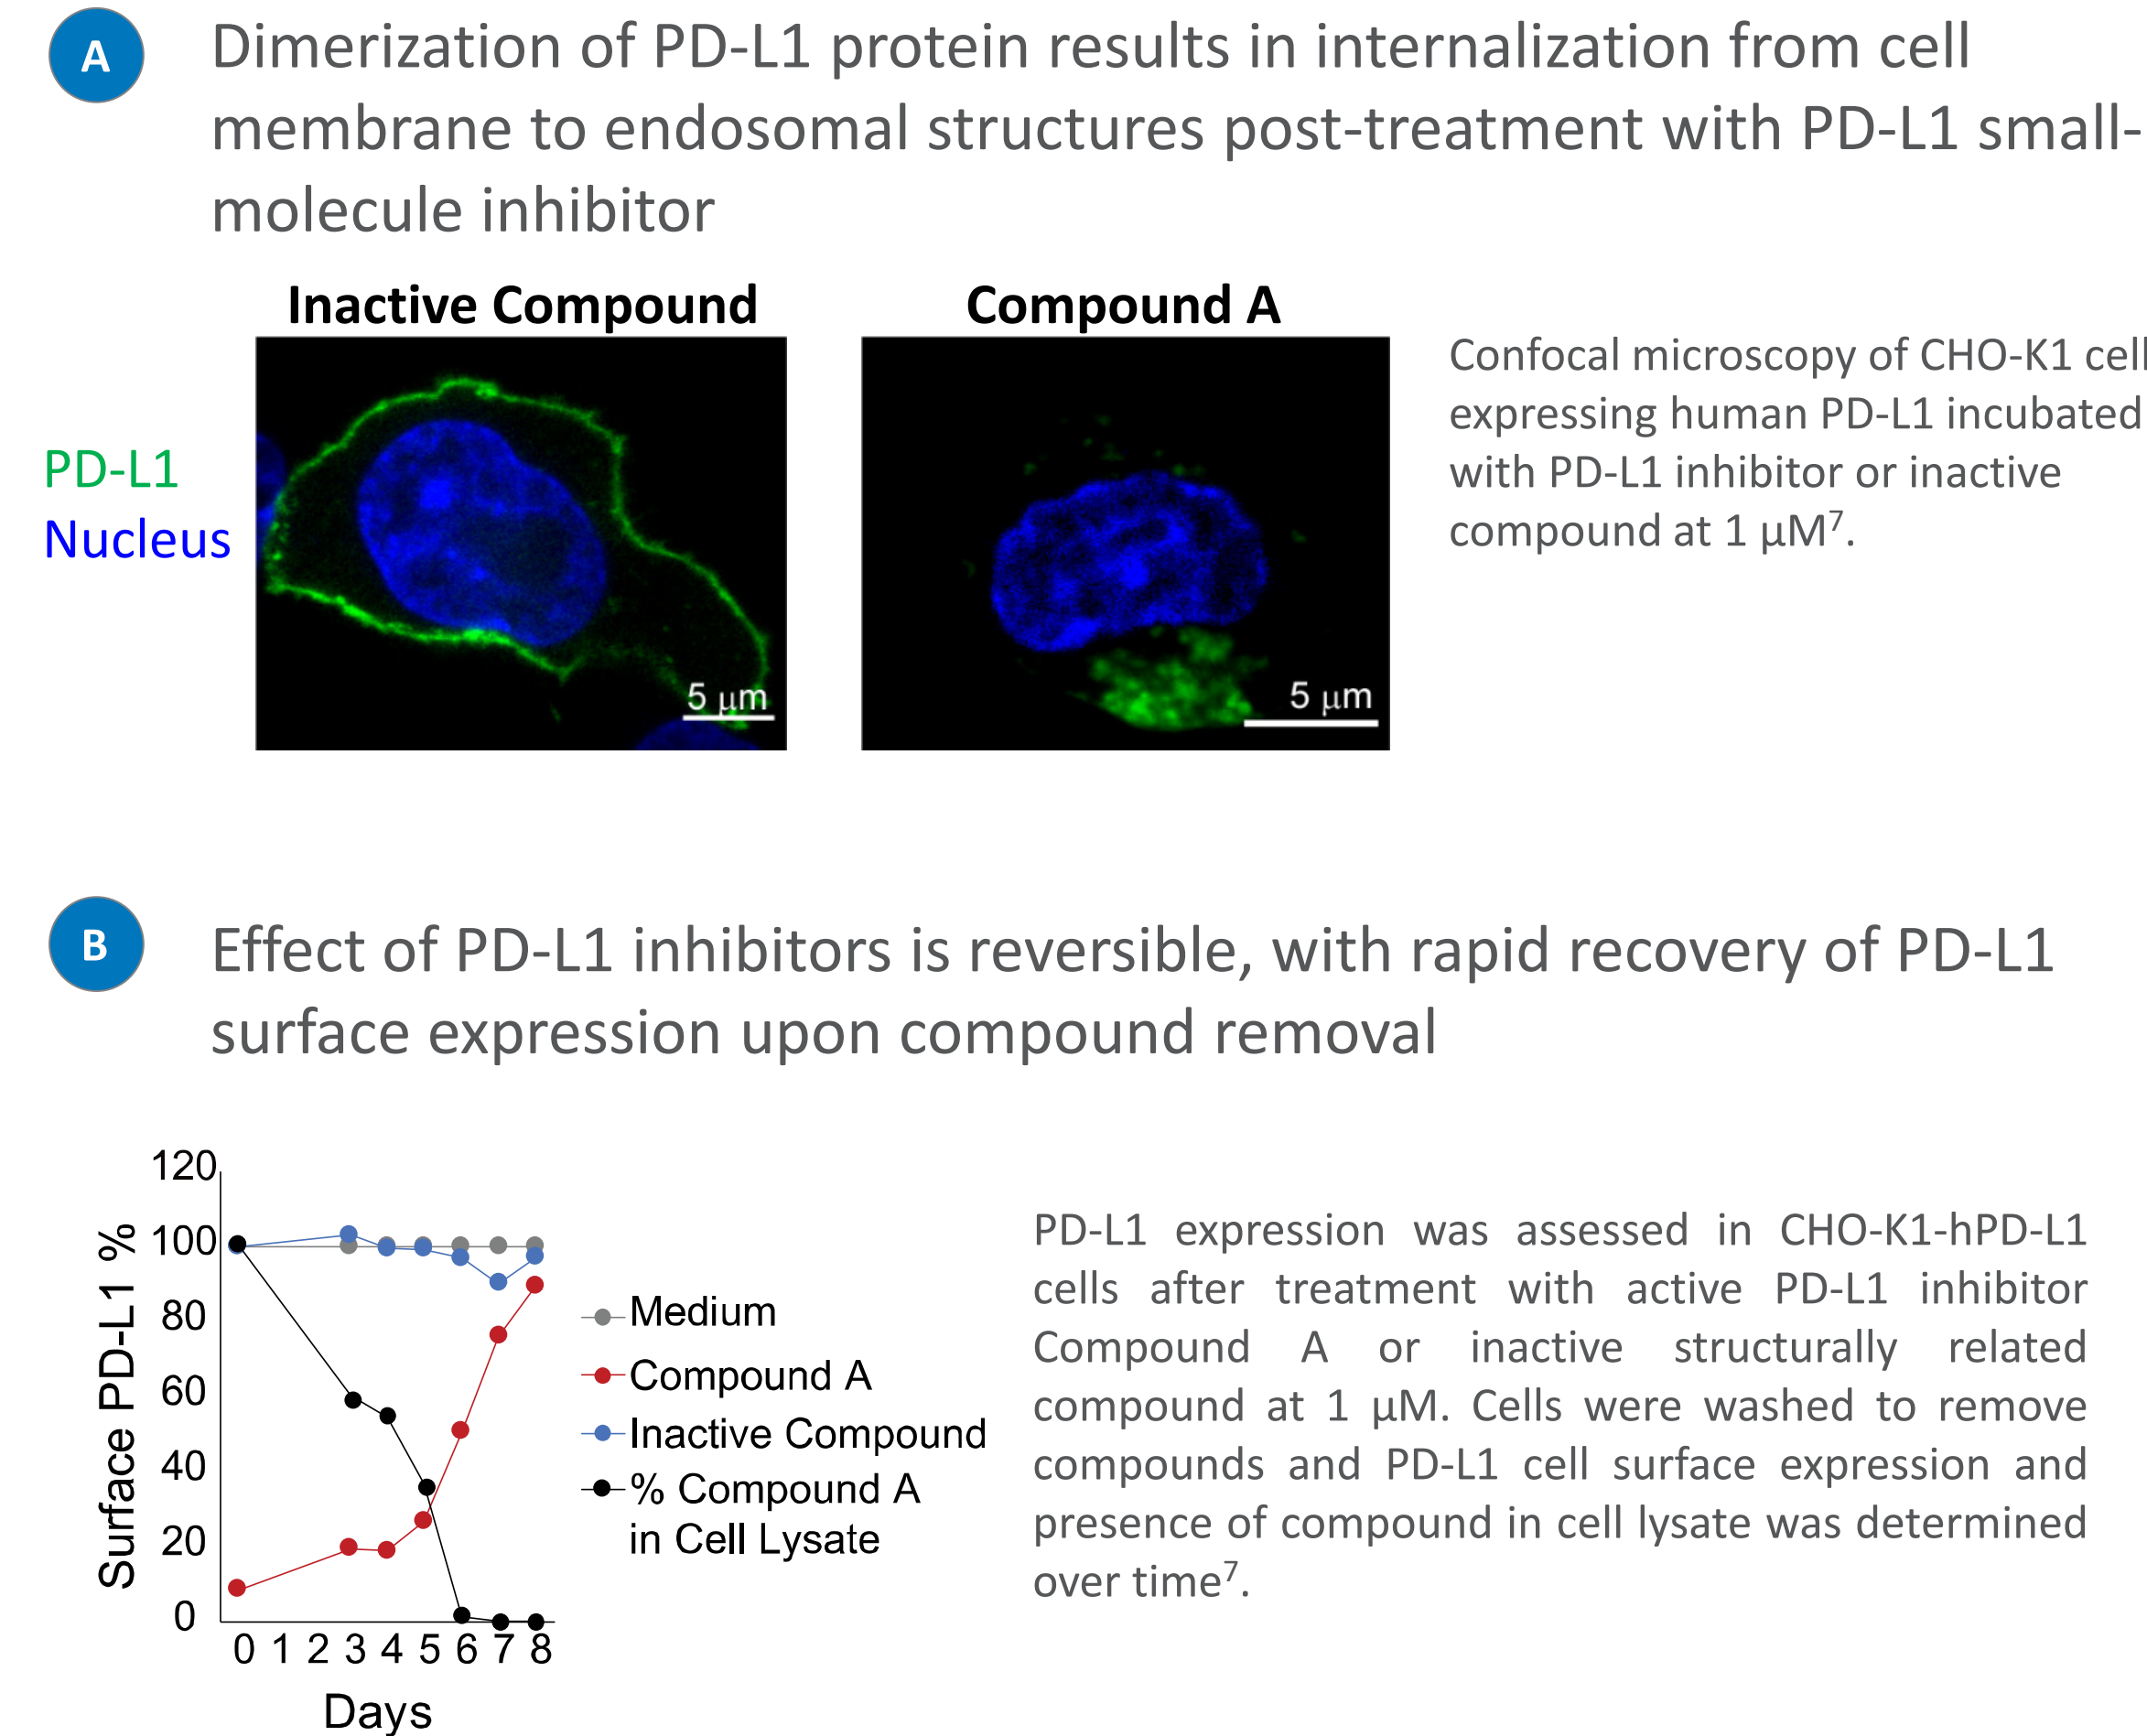 A
Dimerization of PD-L1 protein results in internalization from cell
membrane to endosomal structures post-treatment with PD-L1 small-
molecule inhibitor
Inactive Compound
Compound A
PD-L1
Nucleus
5 μm
5 μm
Confocal microscopy of CHO-K1 cell
expressing human PD-L1 incubated
with PD-L1 inhibitor or inactive
compound at 1 μM⁷.
B
Effect of PD-L1 inhibitors is reversible, with rapid recovery of PD-L1
surface expression upon compound removal
Surface PD-L1 %
120
100
80
60
40
20
0
0 1 2 3 4 5 6 7 8
Days
Medium
Compound A
Inactive Compound
% Compound A
in Cell Lysate
PD-L1 expression was assessed in CHO-K1-hPD-L1
cells after treatment with active PD-L1 inhibitor
Compound A or inactive structurally related
compound at 1 μM. Cells were washed to remove
compounds and PD-L1 cell surface expression and
presence of compound in cell lysate was determined
over time⁷.